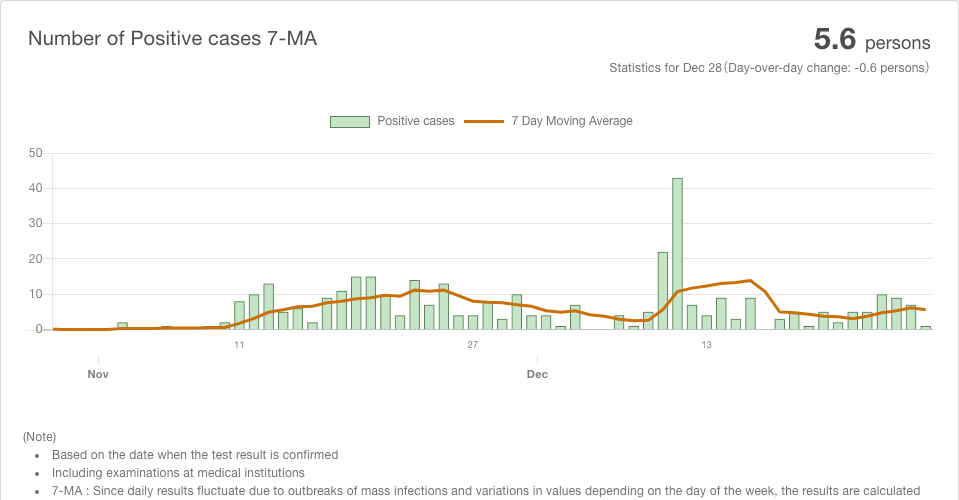 Number of Positive cases 7-MA
5.6 persons
Statistics for Dec 28(Day-over-day change: -0.6 persons)
Positive cases 7 Day Moving Average
50
40
30
20
10
0
11 27 13
Nov Dec
(Note)
• Based on the date when the test result is confirmed
• Including examinations at medical institutions
• 7-MA : Since daily results fluctuate due to outbreaks of mass infections and variations in values depending on the day of the week, the results are calculated